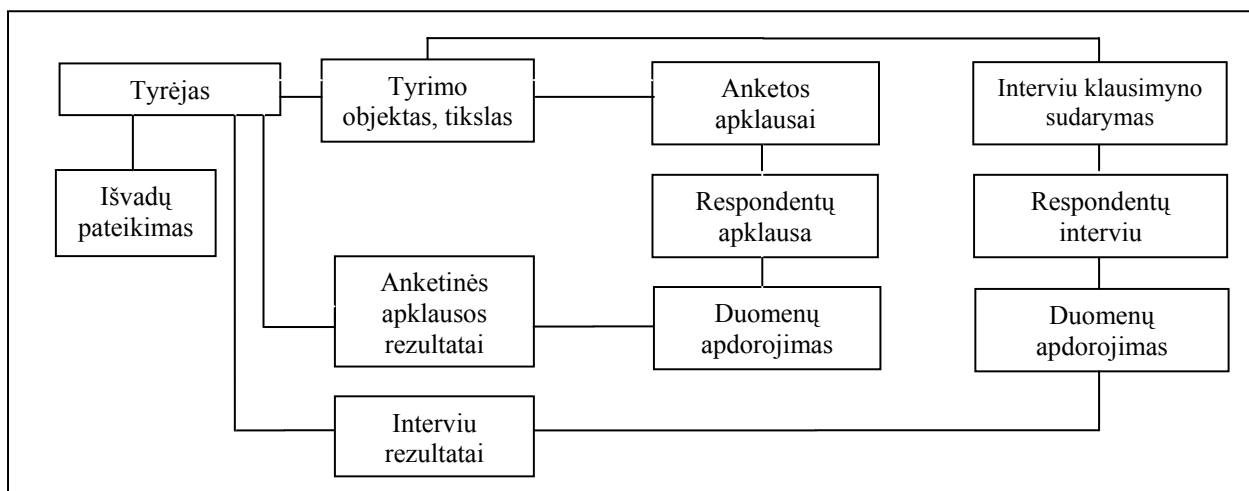 Tyrėjas
Tyrimo
objektas, tikslas
Anketos
apklausai
Interviu klausimyno
sudarymas
Išvadų
pateikimas
Respondentų
apklausa
Respondentų
interviu
Anketinės
apklausos
rezultatai
Duomenų
apdorojimas
Duomenų
apdorojimas
Interviu
rezultatai